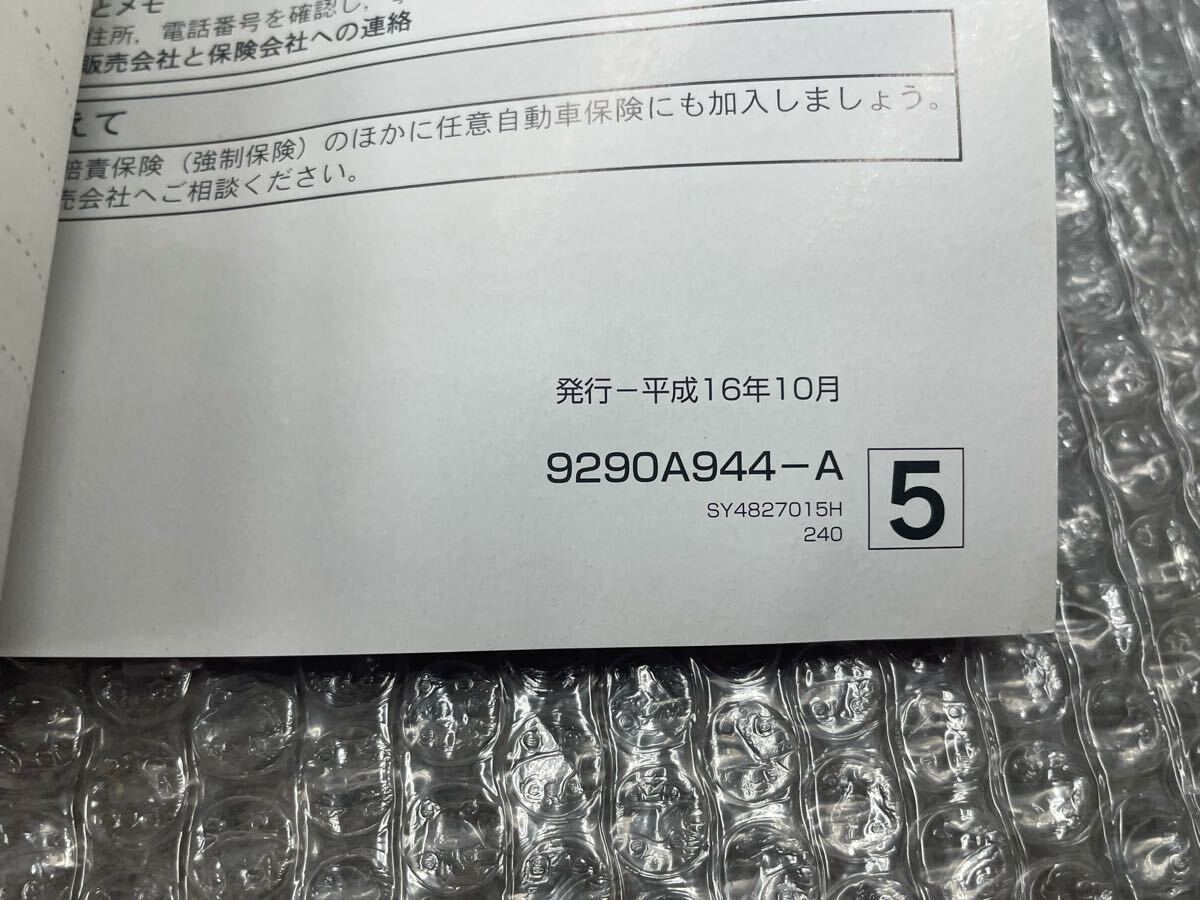 とメモ
住所，電話番号を確認し，
販売会社と保険会社への連絡
えて
賠責保険（強制保険）のほかに任意自動車保険にも加入しましょう。
売会社へご相談ください。
発行－平成16年10月
9290A944－A
SY4827015H
240
5